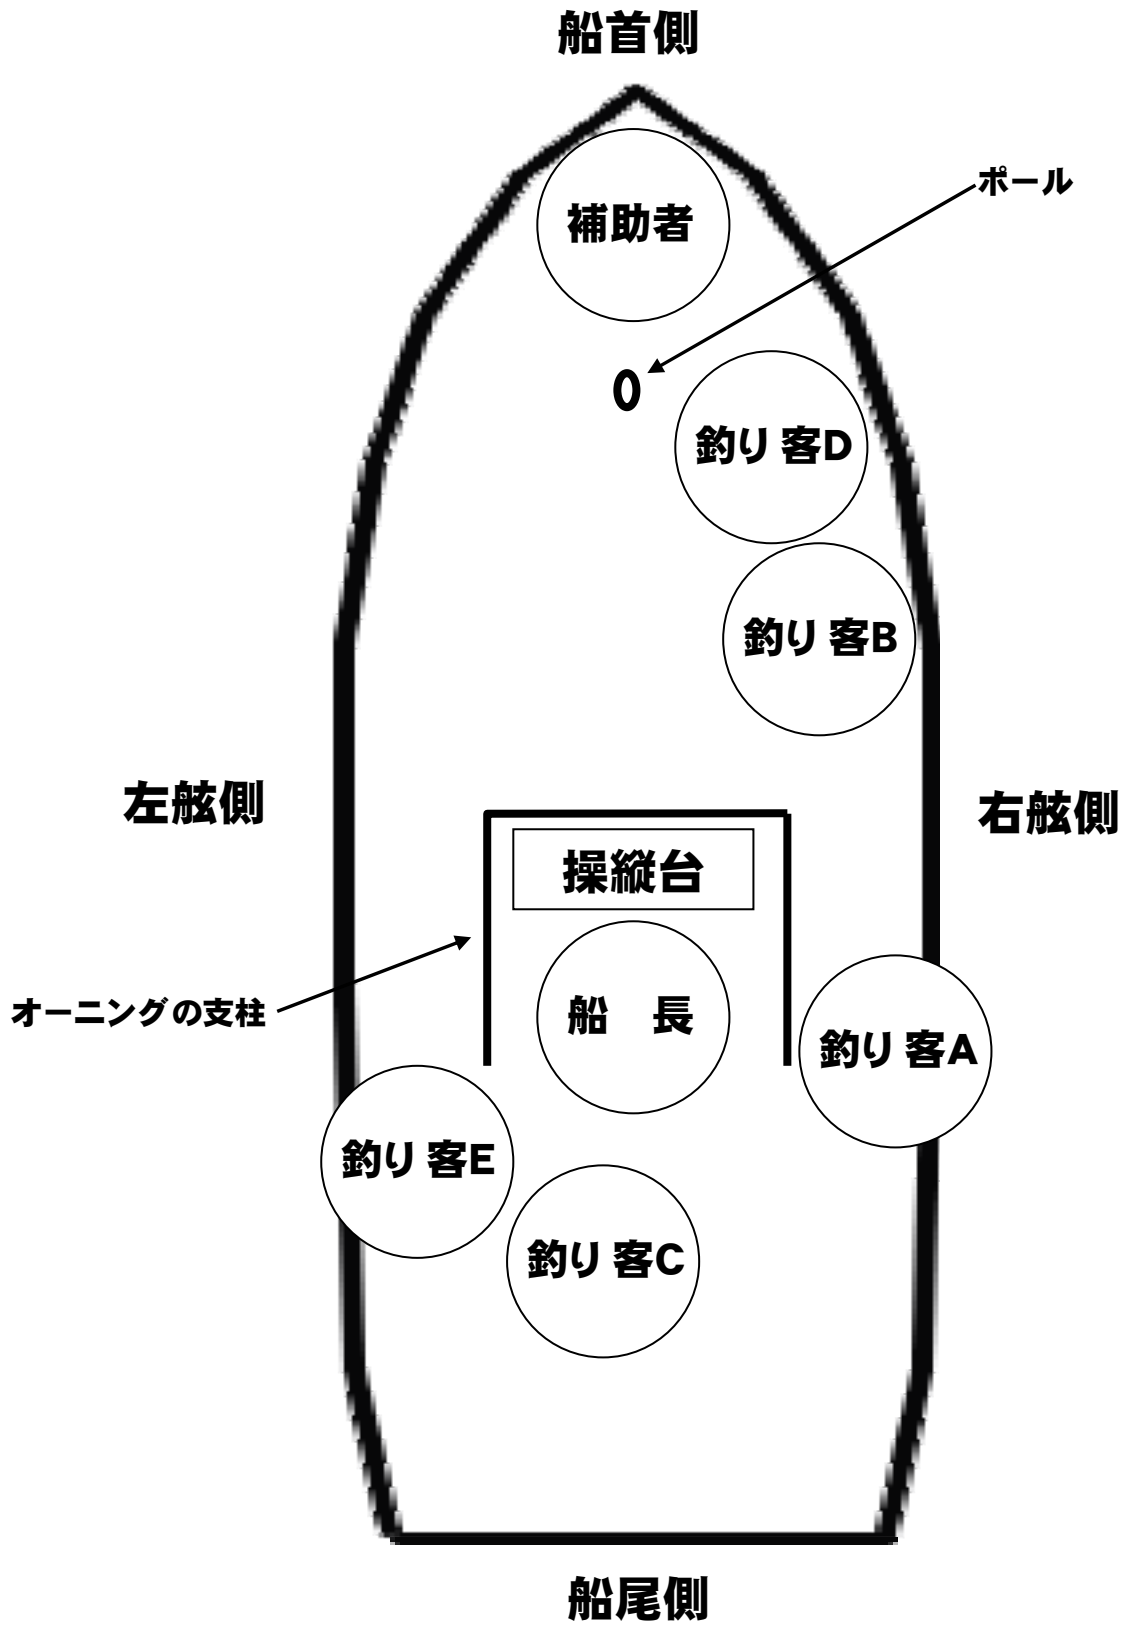 船首側
ポール
補助者
釣り客D
釣り客B
左舷側
右舷側
操縦台
オーニングの支柱
船　長
釣り客A
釣り客E
釣り客C
船尾側